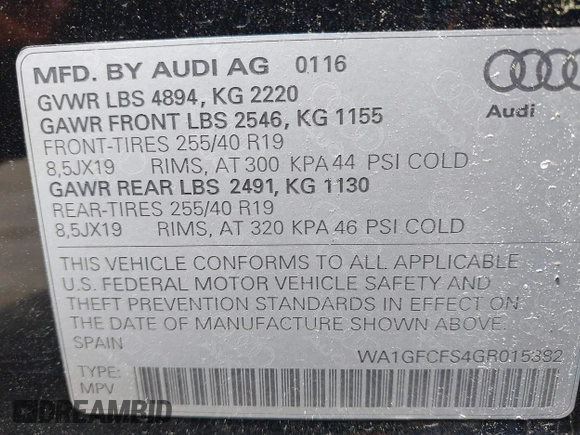 MFD. BY AUDI AG 0116
GVWR LBS 4894, KG 2220
GAWR FRONT LBS 2546, KG 1155
FRONT-TIRES 255/40 R19
8,5JX19 RIMS, AT 300 KPA 44 PSI COLD
GAWR REAR LBS 2491, KG 1130
REAR-TIRES 255/40 R19
8,5JX19 RIMS, AT 320 KPA 46 PSI COLD
Audi
THIS VEHICLE CONFORMS TO ALL APPLICABLE
U.S. FEDERAL MOTOR VEHICLE SAFETY AND
THEFT PREVENTION STANDARDS IN EFFECT ON
THE DATE OF MANUFACTURE SHOWN ABOVE.
SPAIN WA1GFCFS4GR015382
TYPE:
MPV
DREAMBID